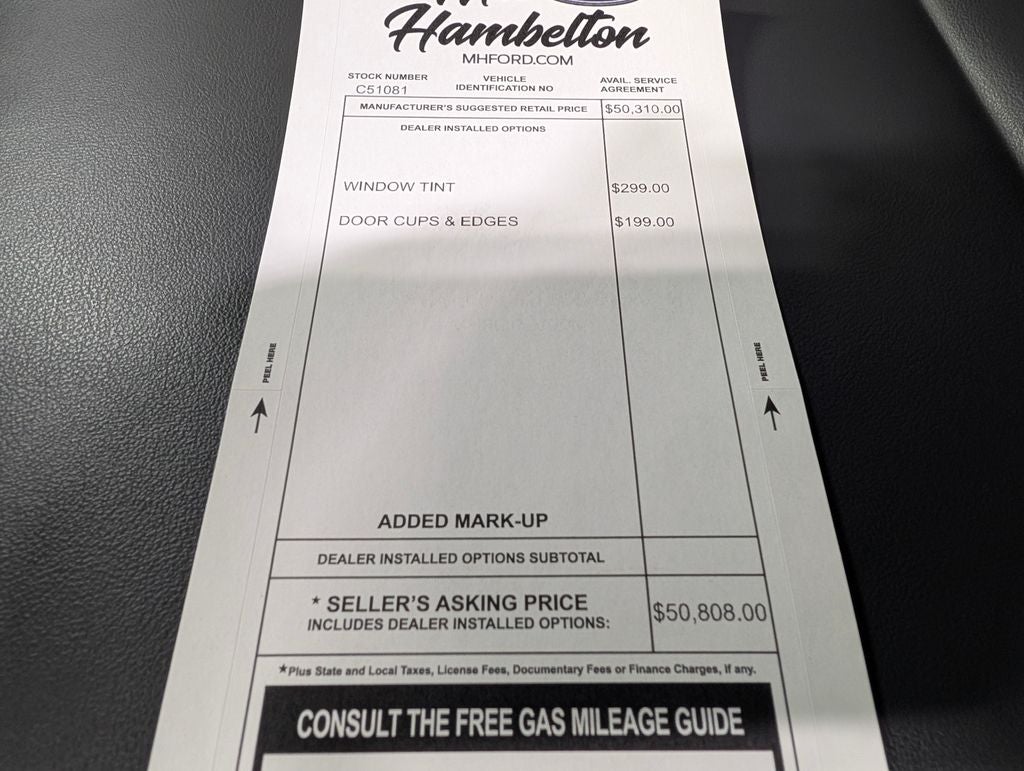 Hambelton
MHFORD.COM
STOCK NUMBER
C51081
VEHICLE
IDENTIFICATION NO
AVAIL. SERVICE
AGREEMENT
MANUFACTURER'S SUGGESTED RETAIL PRICE $50,310.00
DEALER INSTALLED OPTIONS
WINDOW TINT $299.00
DOOR CUPS & EDGES $199.00
PEEL HERE
PEEL HERE
ADDED MARK-UP
DEALER INSTALLED OPTIONS SUBTOTAL
* SELLER'S ASKING PRICE
INCLUDES DEALER INSTALLED OPTIONS: $50,808.00
*Plus State and Local Taxes, License Fees, Documentary Fees or Finance Charges, if any.
CONSULT THE FREE GAS MILEAGE GUIDE